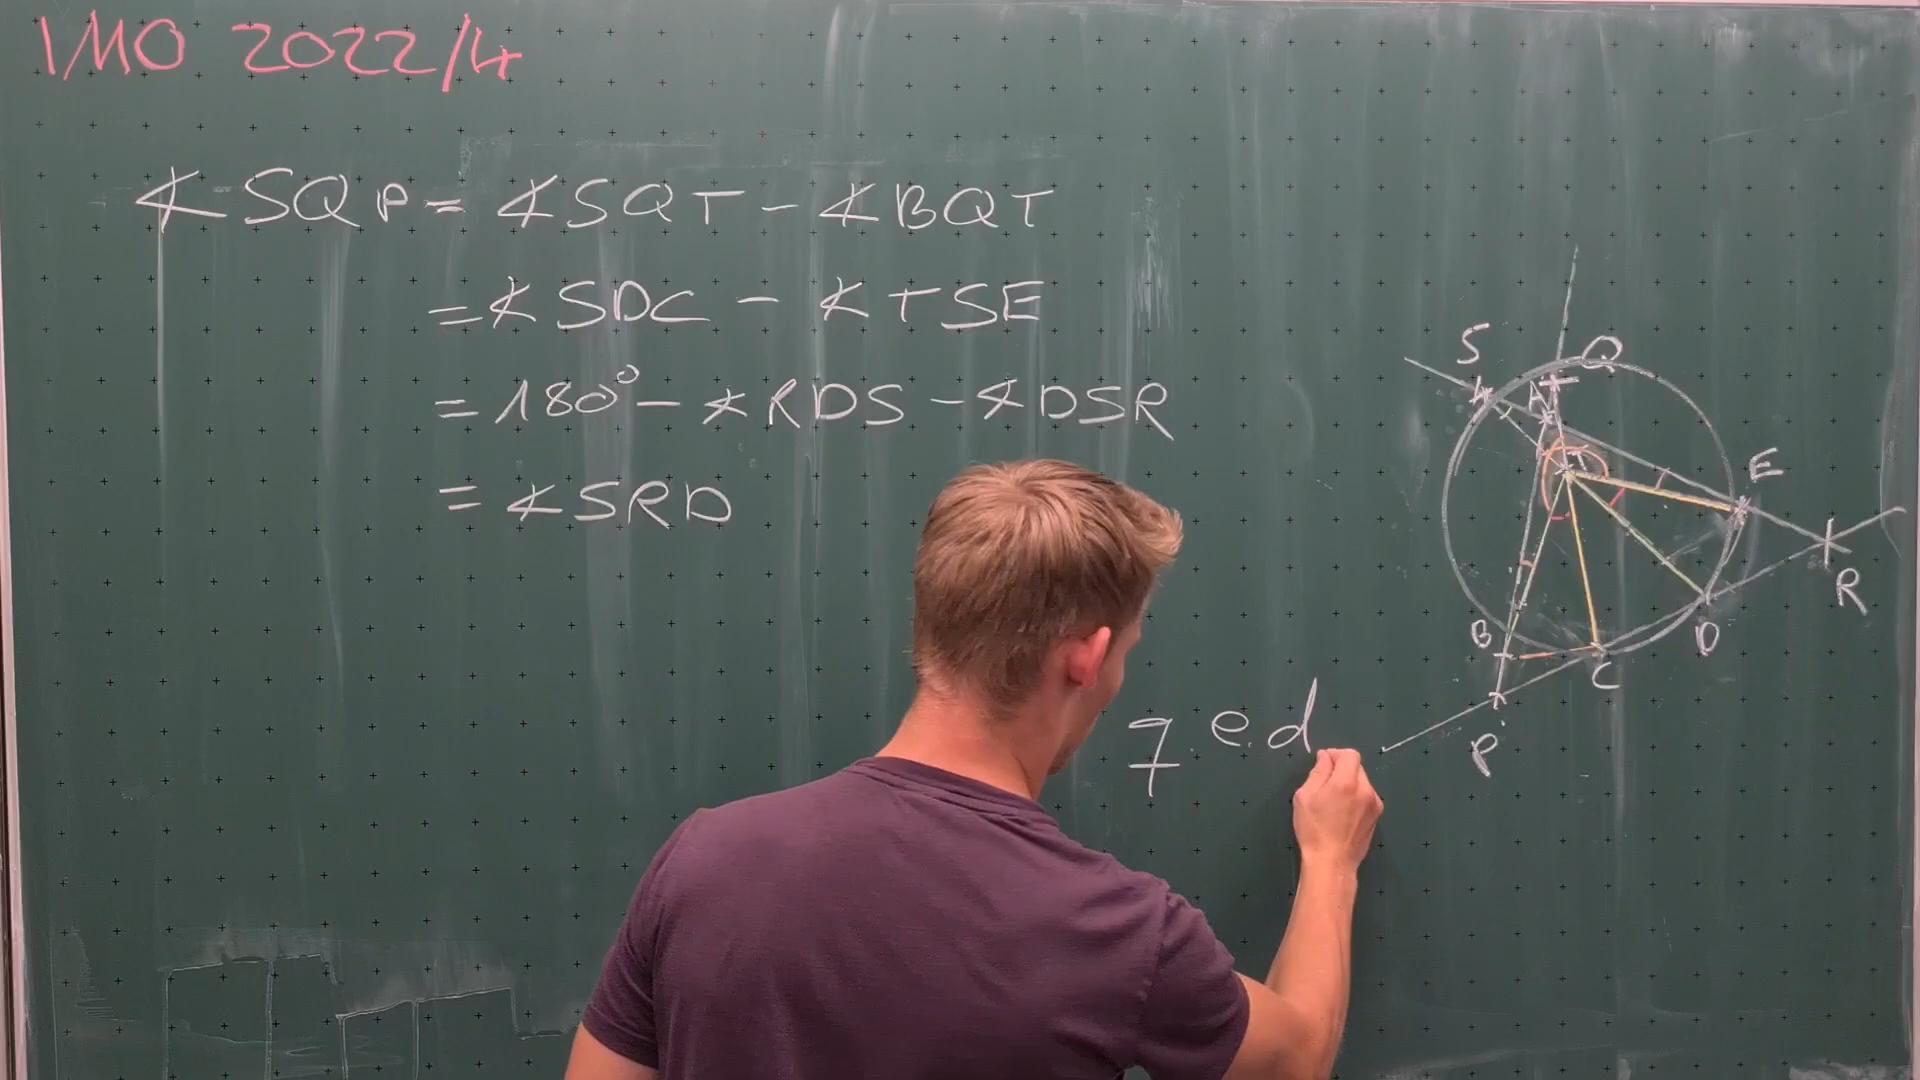 IMO 2022/4
∡SQP = ∡SQT - ∡BQT
= ∡SDC - ∡TSE
= 180° - ∡RDS - ∡DSR
= ∡SRD
q.e.d
S
Q
A
T
E
R
B
C
D
P